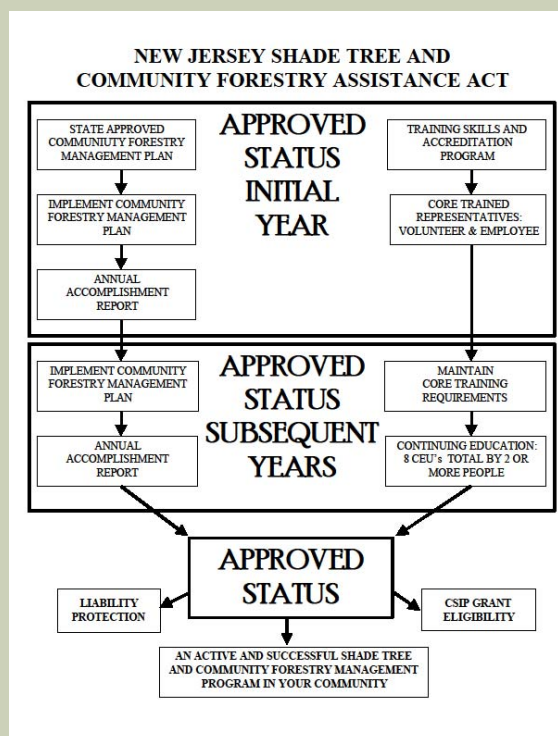 NEW JERSEY SHADE TREE AND
COMMUNITY FORESTRY ASSISTANCE ACT
STATE APPROVED
COMMUNIUTY FORESTRY
MANAGEMENT PLAN
IMPLEMENT COMMUNITY
FORESTRY MANAGEMENT
PLAN
ANNUAL
ACCOMPLISHMENT
REPORT
APPROVED
STATUS
INITIAL
YEAR
TRAINING SKILLS AND
ACCREDITATION
PROGRAM
CORE TRAINED
REPRESENTATIVES:
VOLUNTEER & EMPLOYEE
IMPLEMENT COMMUNITY
FORESTRY MANAGEMENT
PLAN
ANNUAL
ACCOMPLISHMENT
REPORT
APPROVED
STATUS
SUBSEQUENT
YEARS
MAINTAIN
CORE TRAINING
REQUIREMENTS
CONTINUING EDUCATION:
8 CEU's TOTAL BY 2 OR
MORE PEOPLE
APPROVED
STATUS
LIABILITY
PROTECTION
CSIP GRANT
ELIGIBILITY
AN ACTIVE AND SUCCESSFUL SHADE TREE
AND COMMUNITY FORESTRY MANAGEMENT
PROGRAM IN YOUR COMMUNITY